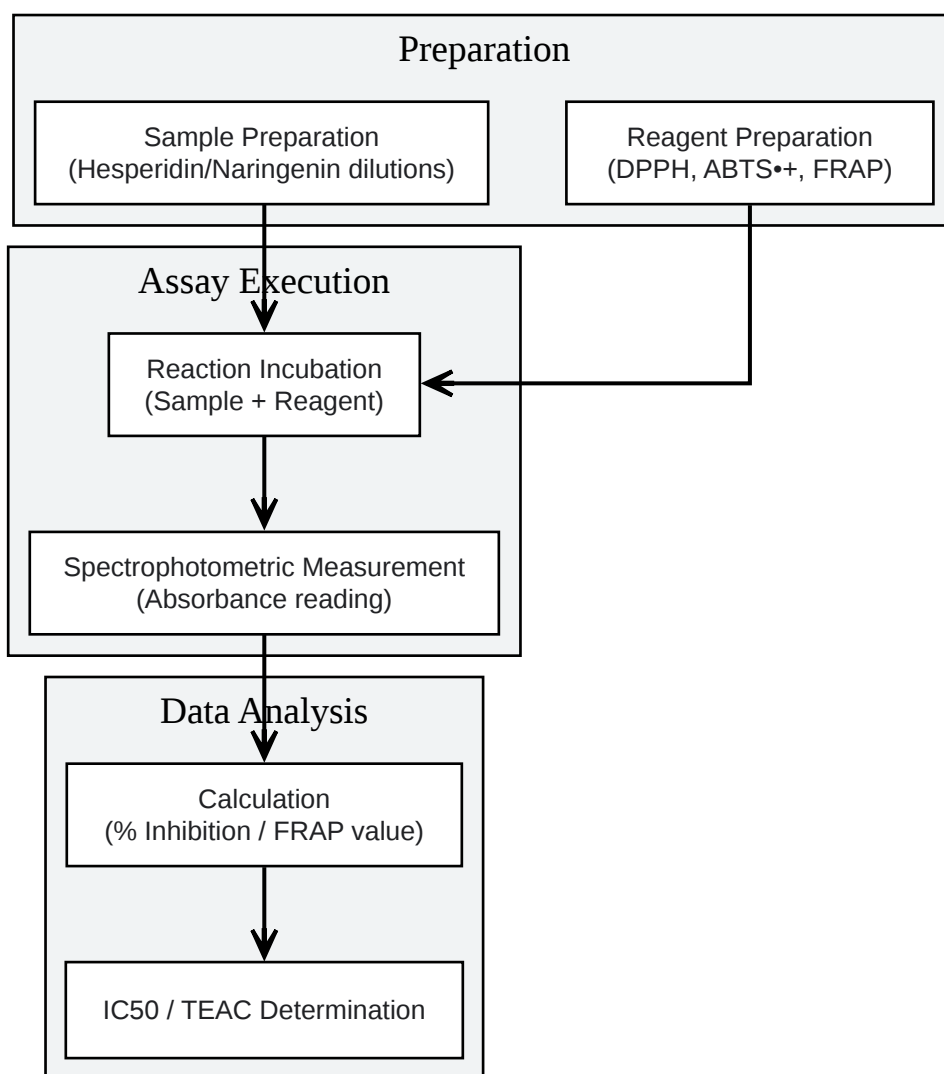 Preparation
Sample Preparation
(Hesperidin/Naringenin dilutions)
Reagent Preparation
(DPPH, ABTS•+, FRAP)
Assay Execution
Reaction Incubation
(Sample + Reagent)
Spectrophotometric Measurement
(Absorbance reading)
Data Analysis
Calculation
(% Inhibition / FRAP value)
IC50 / TEAC Determination